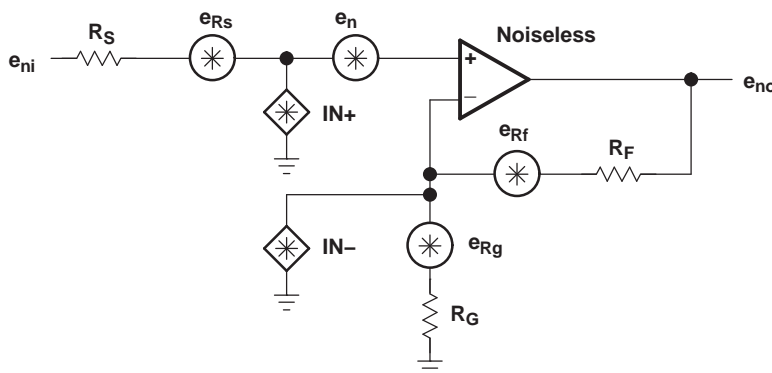 Noiseless
e_Rs
e_n
R_S
e_ni
+
e_no
IN+
−
e_Rf
R_F
IN−
e_Rg
R_G